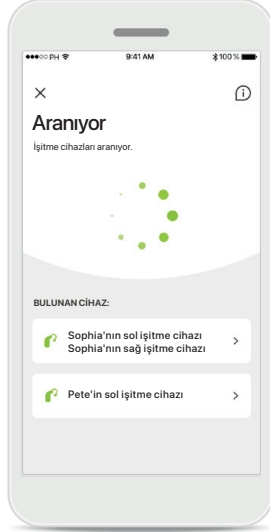 PH 9:41 AM 100 %
Aranıyor
İşitme cihazları aranıyor.
BULUNAN CİHAZ:
Sophia'nın sol işitme cihazı
Sophia'nın sağ işitme cihazı
Pete'in sol işitme cihazı